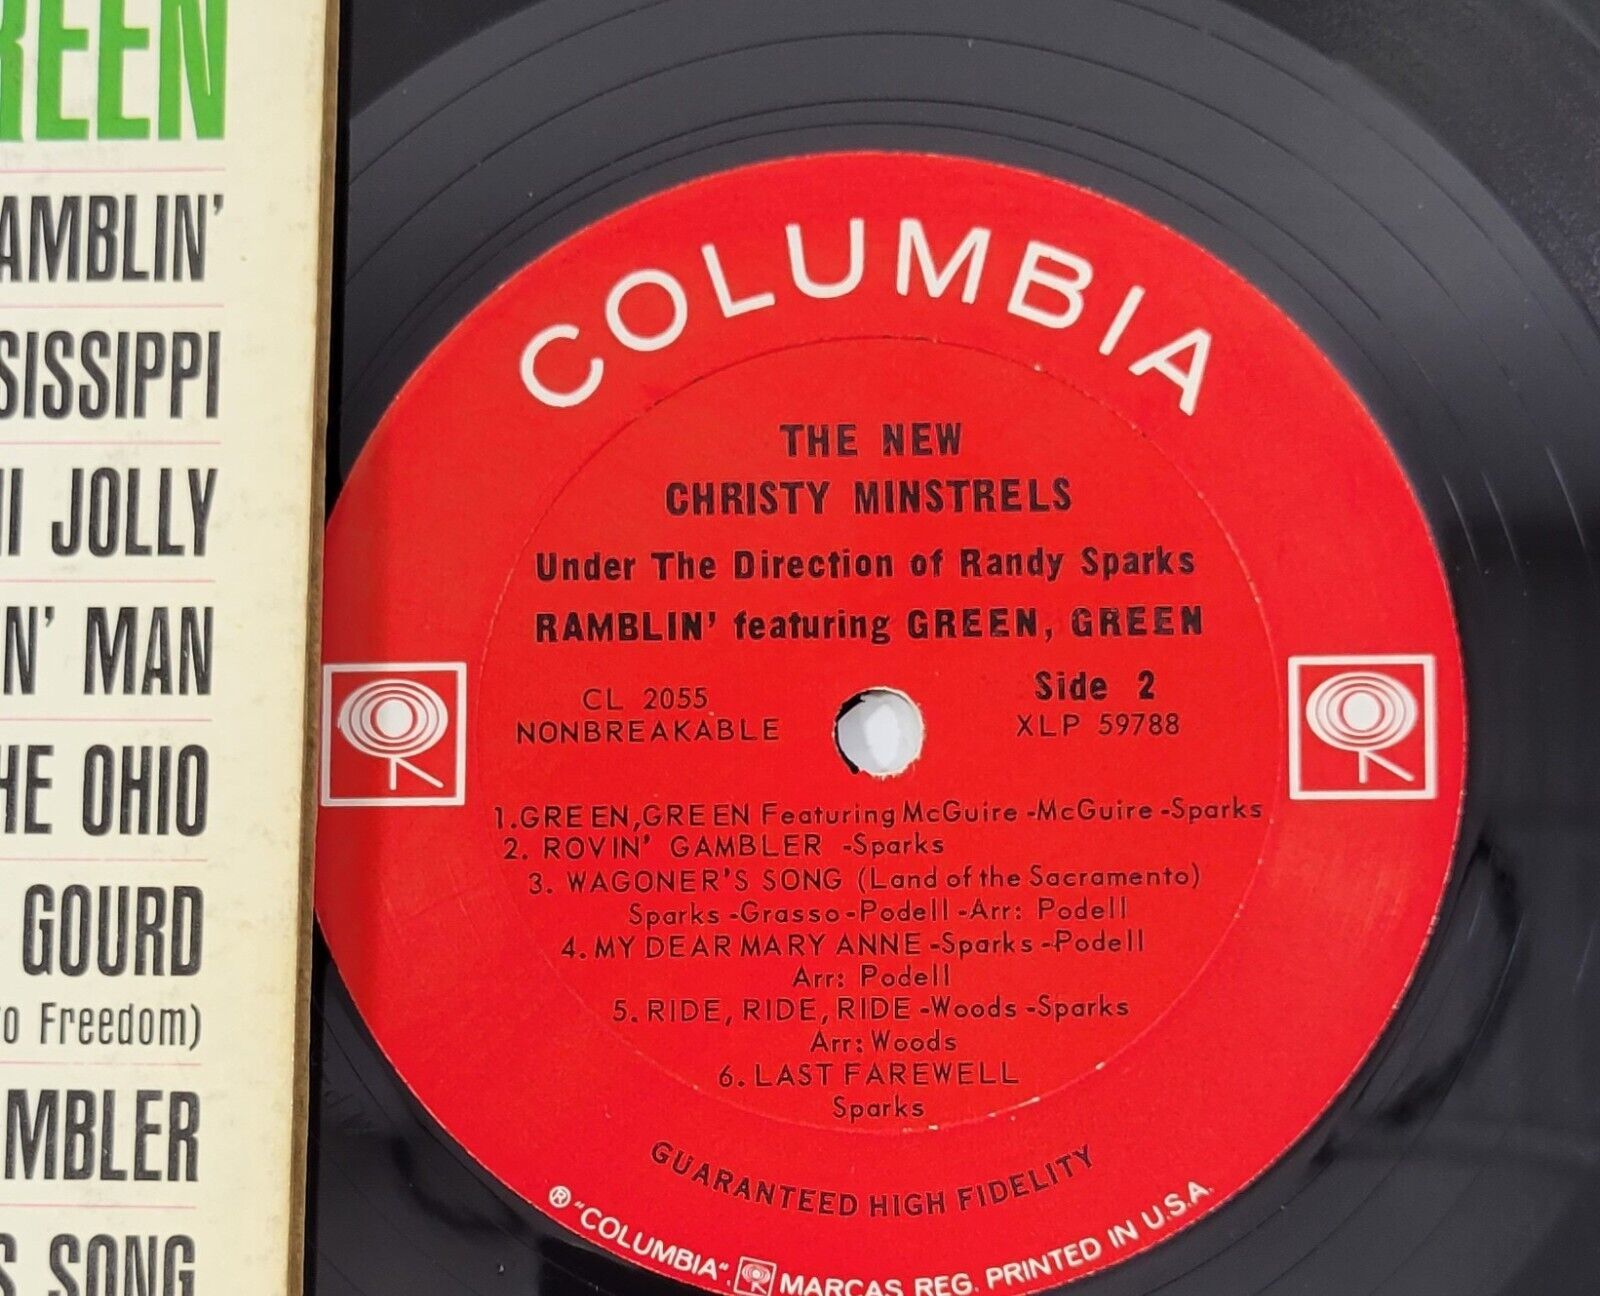 REEN
AMBLIN'
SISSIPPI
JOLLY
N' MAN
HE OHIO
GOURD
o Freedom)
MBLER
S SONG
COLUMBIA
THE NEW
CHRISTY MINSTRELS
Under The Direction of Randy Sparks
RAMBLIN' featuring GREEN, GREEN
CL 2055
NONBREAKABLE
Side 2
XLP 59788
1.GREEN,GREEN Featuring McGuire -McGuire -Sparks
2. ROVIN' GAMBLER -Sparks
3. WAGONER'S SONG (Land of the Sacramento)
Sparks -Grasso -Podell -Arr: Podell
4. MY DEAR MARY ANNE -Sparks -Podell
Arr: Podell
5. RIDE, RIDE, RIDE -Woods -Sparks
Arr: Woods
6. LAST FAREWELL
Sparks
GUARANTEED HIGH FIDELITY
® "COLUMBIA", MARCAS REG. PRINTED IN U.S.A.